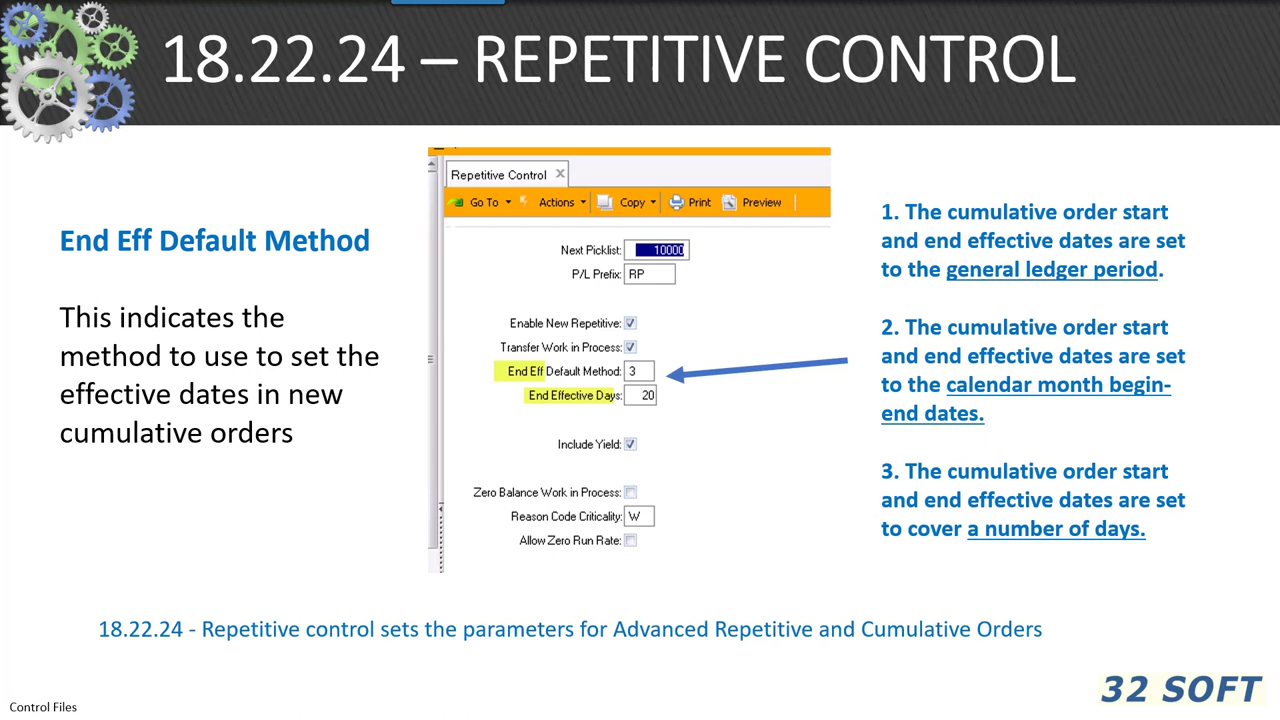 18.22.24 – REPETITIVE CONTROL
End Eff Default Method
This indicates the
method to use to set the
effective dates in new
cumulative orders
Repetitive Control
Go To Actions Copy Print Preview
Next Picklist: 10000
P/L Prefix: RP
Enable New Repetitive:
Transfer Work in Process:
End Eff Default Method: 3
End Effective Days: 20
Include Yield:
Zero Balance Work in Process:
Reason Code Criticality: W
Allow Zero Run Rate:
1. The cumulative order start
and end effective dates are set
to the general ledger period.
2. The cumulative order start
and end effective dates are set
to the calendar month begin-
end dates.
3. The cumulative order start
and end effective dates are set
to cover a number of days.
18.22.24 - Repetitive control sets the parameters for Advanced Repetitive and Cumulative Orders
32 SOFT
Control Files